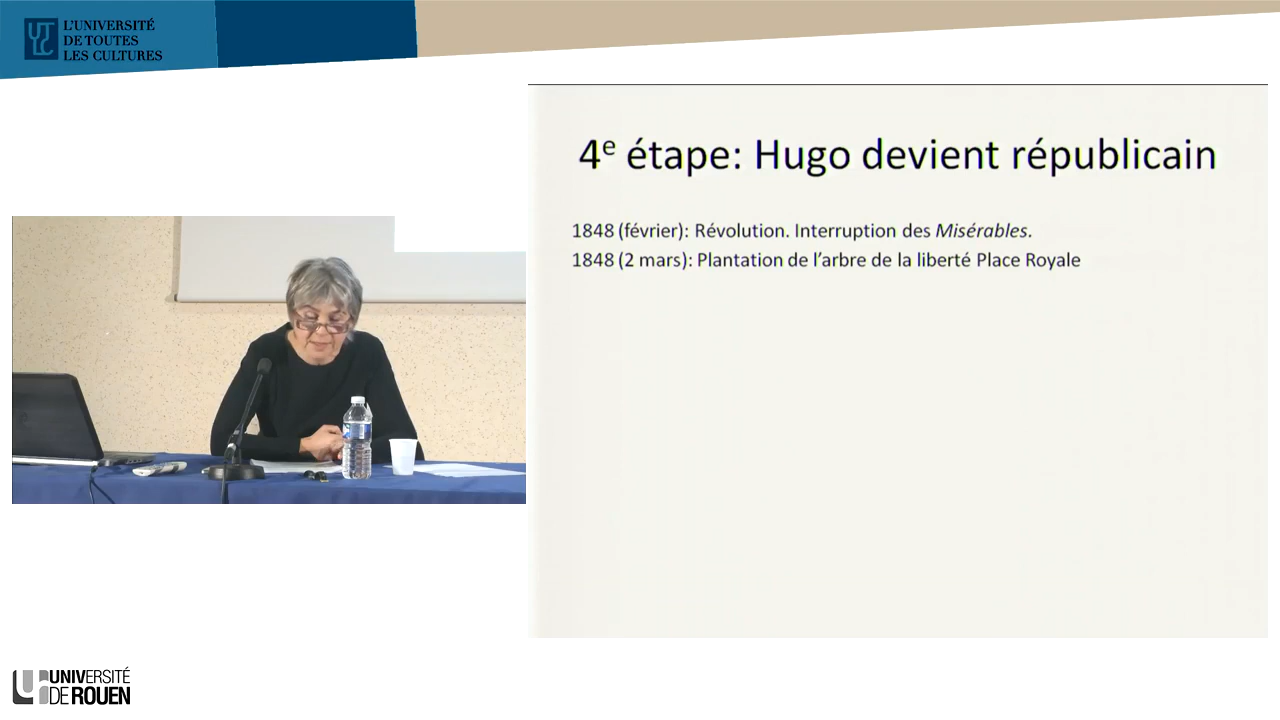 L'UNIVERSITÉ
DE TOUTES
LES CULTURES
4e étape: Hugo devient républicain
1848 (février): Révolution. Interruption des Misérables.
1848 (2 mars): Plantation de l'arbre de la liberté Place Royale
UNIVERSITÉ
DE ROUEN